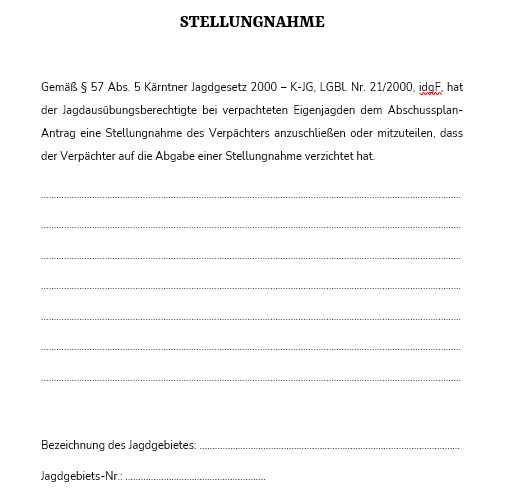 STELLUNGNAHME
Gemäß § 57 Abs. 5 Kärntner Jagdgesetz 2000 – K-JG, LGBl. Nr. 21/2000, idgF, hat
der Jagdausübungsberechtigte bei verpachteten Eigenjagden dem Abschussplan-
Antrag eine Stellungnahme des Verpächters anzuschließen oder mitzuteilen, dass
der Verpächter auf die Abgabe einer Stellungnahme verzichtet hat.
Bezeichnung des Jagdgebietes:
Jagdgebiets-Nr.: